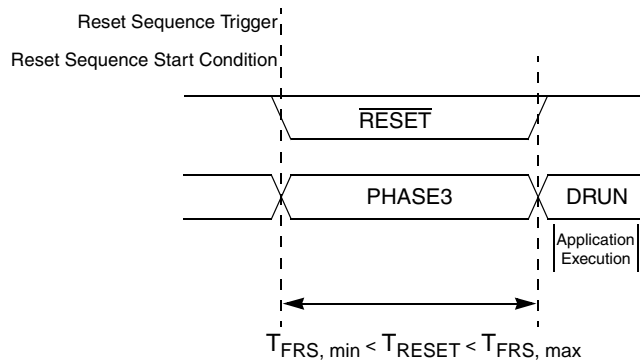 Reset Sequence Trigger
Reset Sequence Start Condition
RESET
PHASE3
DRUN
Application
Execution
TFRS, min < TRESET < TFRS, max